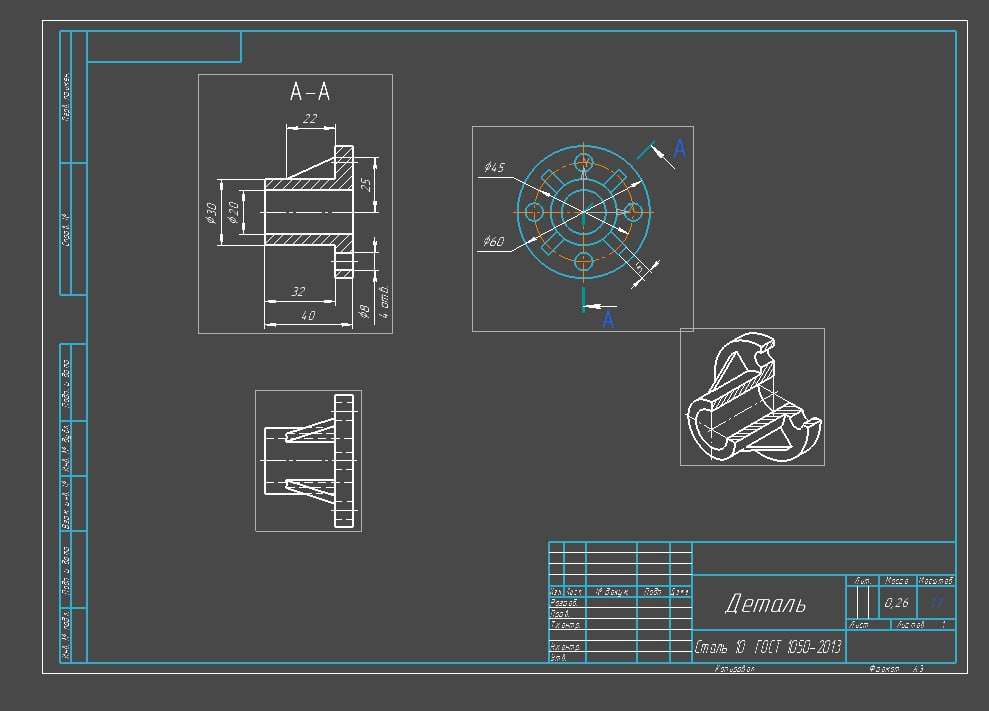 Перв. примен.
Справ. №
Подп. и дата
Инв. № дубл.
Взам. инв. №
Подп. и дата
Инв. № подл.
А-А
22
25
⌀30
⌀20
32
40
⌀8
4 отв.
⌀45
⌀60
5
А
А
Изм. Лист № докум. Подп. Дата
Разраб.
Пров.
Т.контр.
Н.контр.
Утв.
Деталь
Сталь 10 ГОСТ 1050-2013
Лит. Масса Масштаб
0,26 1:1
Лист Листов 1
Копировал Формат А3